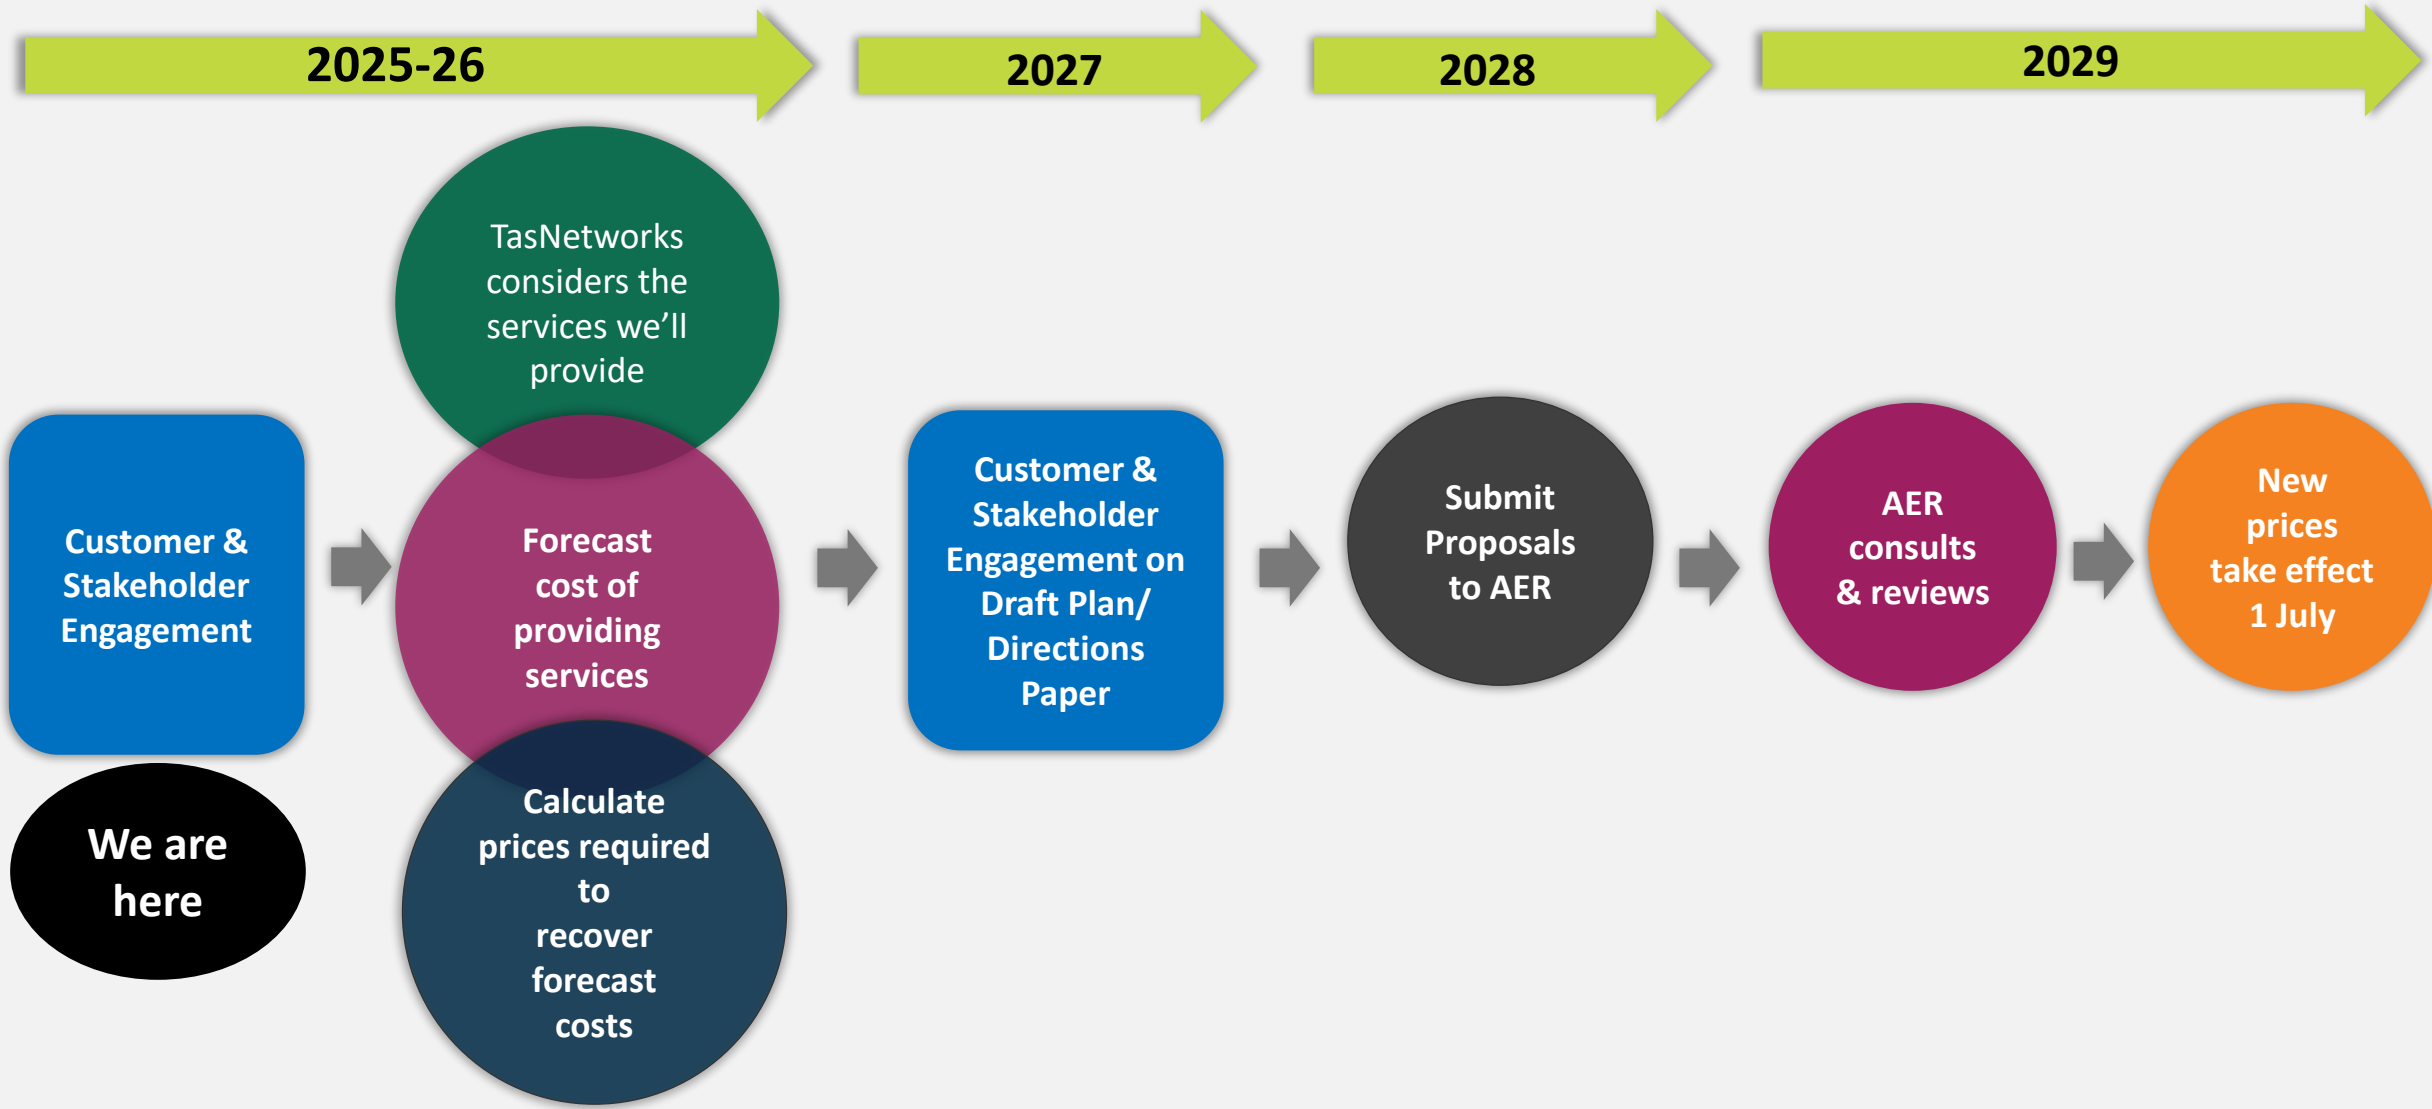 2025-26
2027
2028
2029
Customer &
Stakeholder
Engagement
We are
here
TasNetworks
considers the
services we’ll
provide
Forecast
cost of
providing
services
Calculate
prices required
to
recover
forecast
costs
Customer &
Stakeholder
Engagement on
Draft Plan/
Directions
Paper
Submit
Proposals
to AER
AER
consults
& reviews
New
prices
take effect
1 July